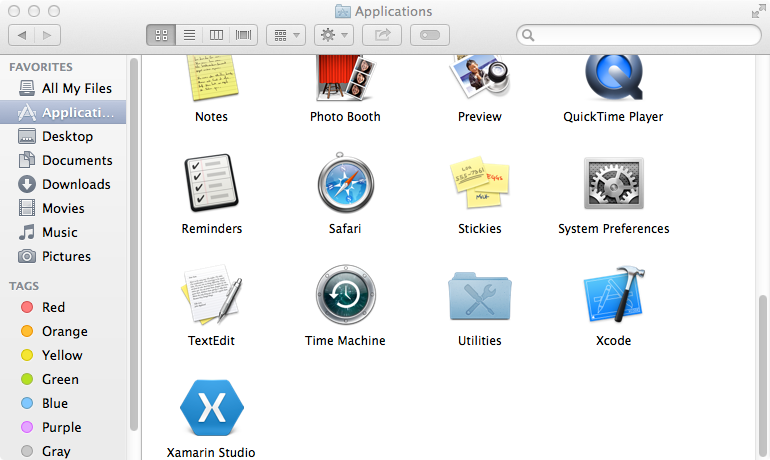 Applications
FAVORITES
All My Files
Applicati...
Desktop
Documents
Downloads
Movies
Music
Pictures
TAGS
Red
Orange
Yellow
Green
Blue
Purple
Gray
Notes
Photo Booth
Preview
QuickTime Player
Reminders
Safari
Stickies
System Preferences
TextEdit
Time Machine
Utilities
Xcode
Xamarin Studio